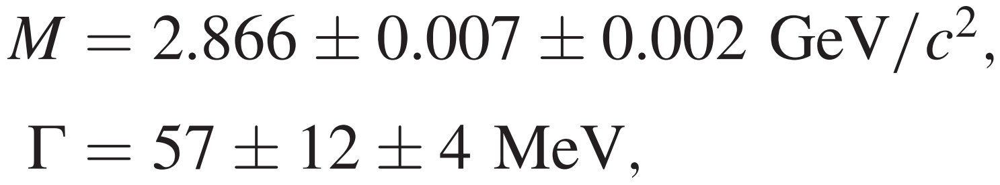 M = 2.866 ± 0.007 ± 0.002 GeV/c²,
Γ = 57 ± 12 ± 4 MeV,